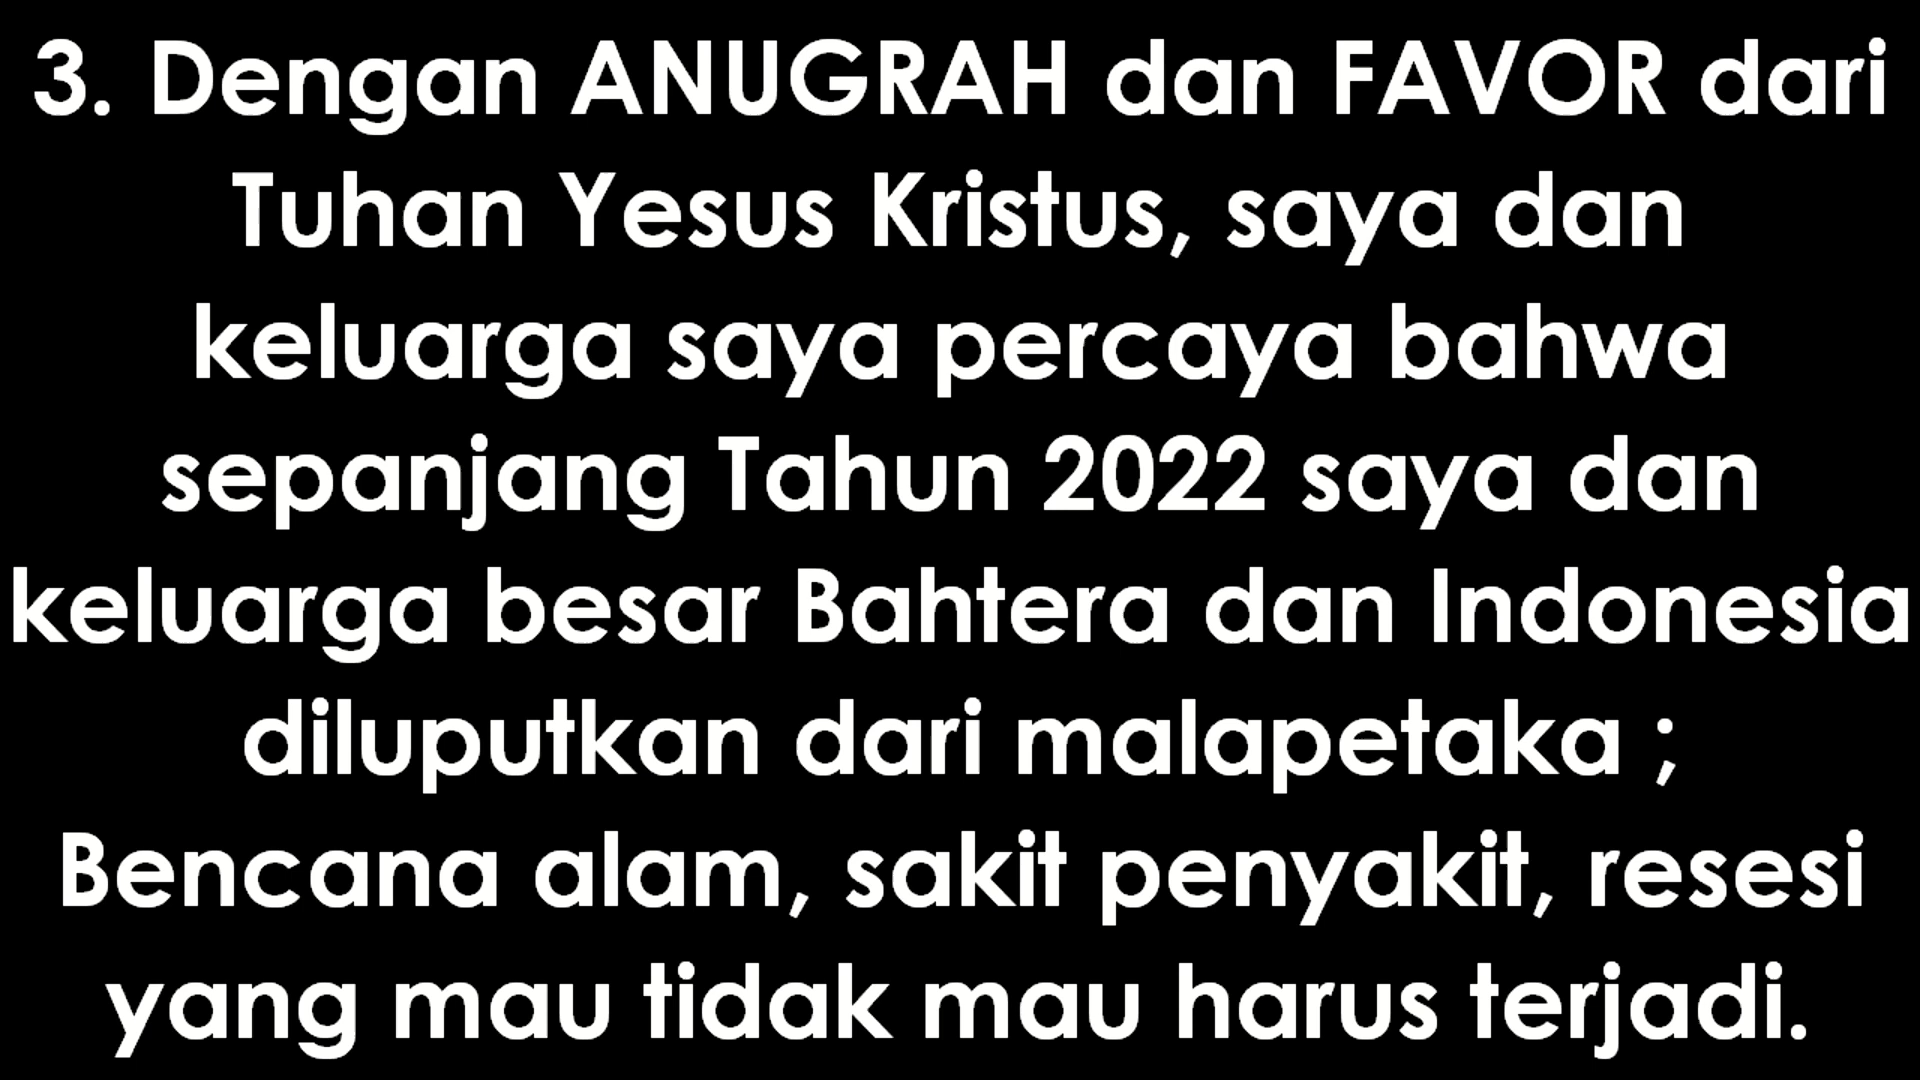 3. Dengan ANUGRAH dan FAVOR dari
Tuhan Yesus Kristus, saya dan
keluarga saya percaya bahwa
sepanjang Tahun 2022 saya dan
keluarga besar Bahtera dan Indonesia
diluputkan dari malapetaka ;
Bencana alam, sakit penyakit, resesi
yang mau tidak mau harus terjadi.